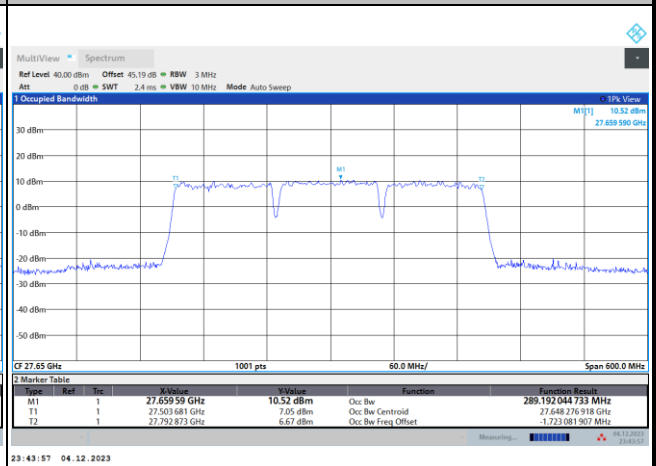 MultiView Spectrum
Ref Level 40.00 dBm Offset 45.19 dB RBW 3 MHz
Att 0 dB SWT 2.4 ms VBW 10 MHz Mode Auto Sweep
1 Occupied Bandwidth 1Pk View
M1[1] 10.52 dBm
27.659 590 GHz
30 dBm
20 dBm
M1
T1 T2
10 dBm
0 dBm
-10 dBm
-20 dBm
-30 dBm
-40 dBm
-50 dBm
CF 27.65 GHz 1001 pts 60.0 MHz/ Span 600.0 MHz
2 Marker Table
Type Ref Trc X-Value Y-Value Function Function Result
M1 1 27.659 59 GHz 10.52 dBm Occ Bw 289.192 044 733 MHz
T1 1 27.503 681 GHz 7.05 dBm Occ Bw Centroid 27.648 276 918 GHz
T2 1 27.792 873 GHz 6.67 dBm Occ Bw Freq Offset -1.723 081 907 MHz
Measuring... 04.12.2023
23:43:57
23:43:57 04.12.2023